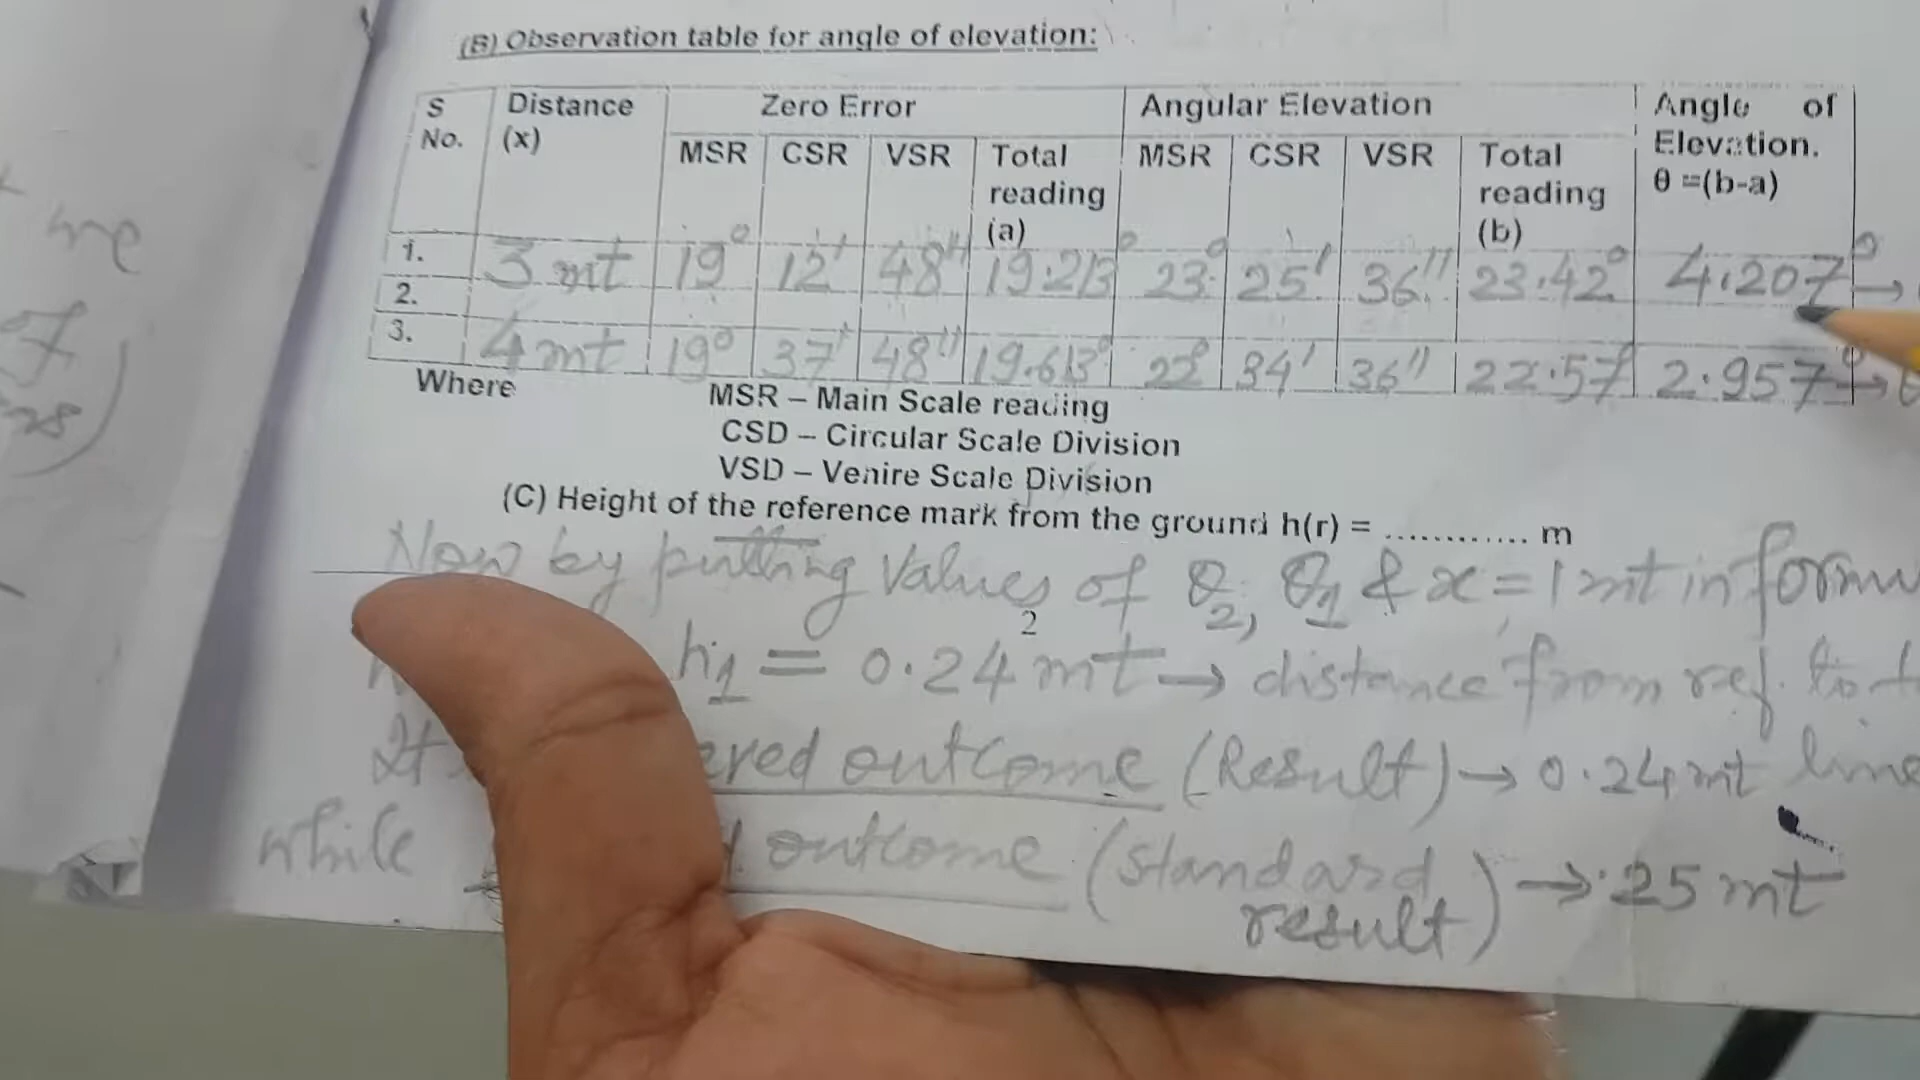 (B) Observation table for angle of elevation:
S No. Distance (x) Zero Error Angular Elevation Angle of Elevation. θ =(b-a)
MSR CSR VSR Total reading (a) MSR CSR VSR Total reading (b)
1. 3 mt 19° 12' 48" 19.213° 23° 25' 36" 23.42° 4.207° →
2.
3. 4 mt 19° 37' 48" 19.613° 22° 34' 36" 22.57 2.957° →
Where MSR – Main Scale reading
CSD – Circular Scale Division
VSD – Venire Scale Division
(C) Height of the reference mark from the ground h(r) = ............ m
Now by putting values of θ2, θ1 & x = 1 mt in formu
2
h1 = 0.24 mt → distance from ref. to t
ered outcome (Result) → 0.24 mt
while outcome (standard result) → .25 mt
me
of